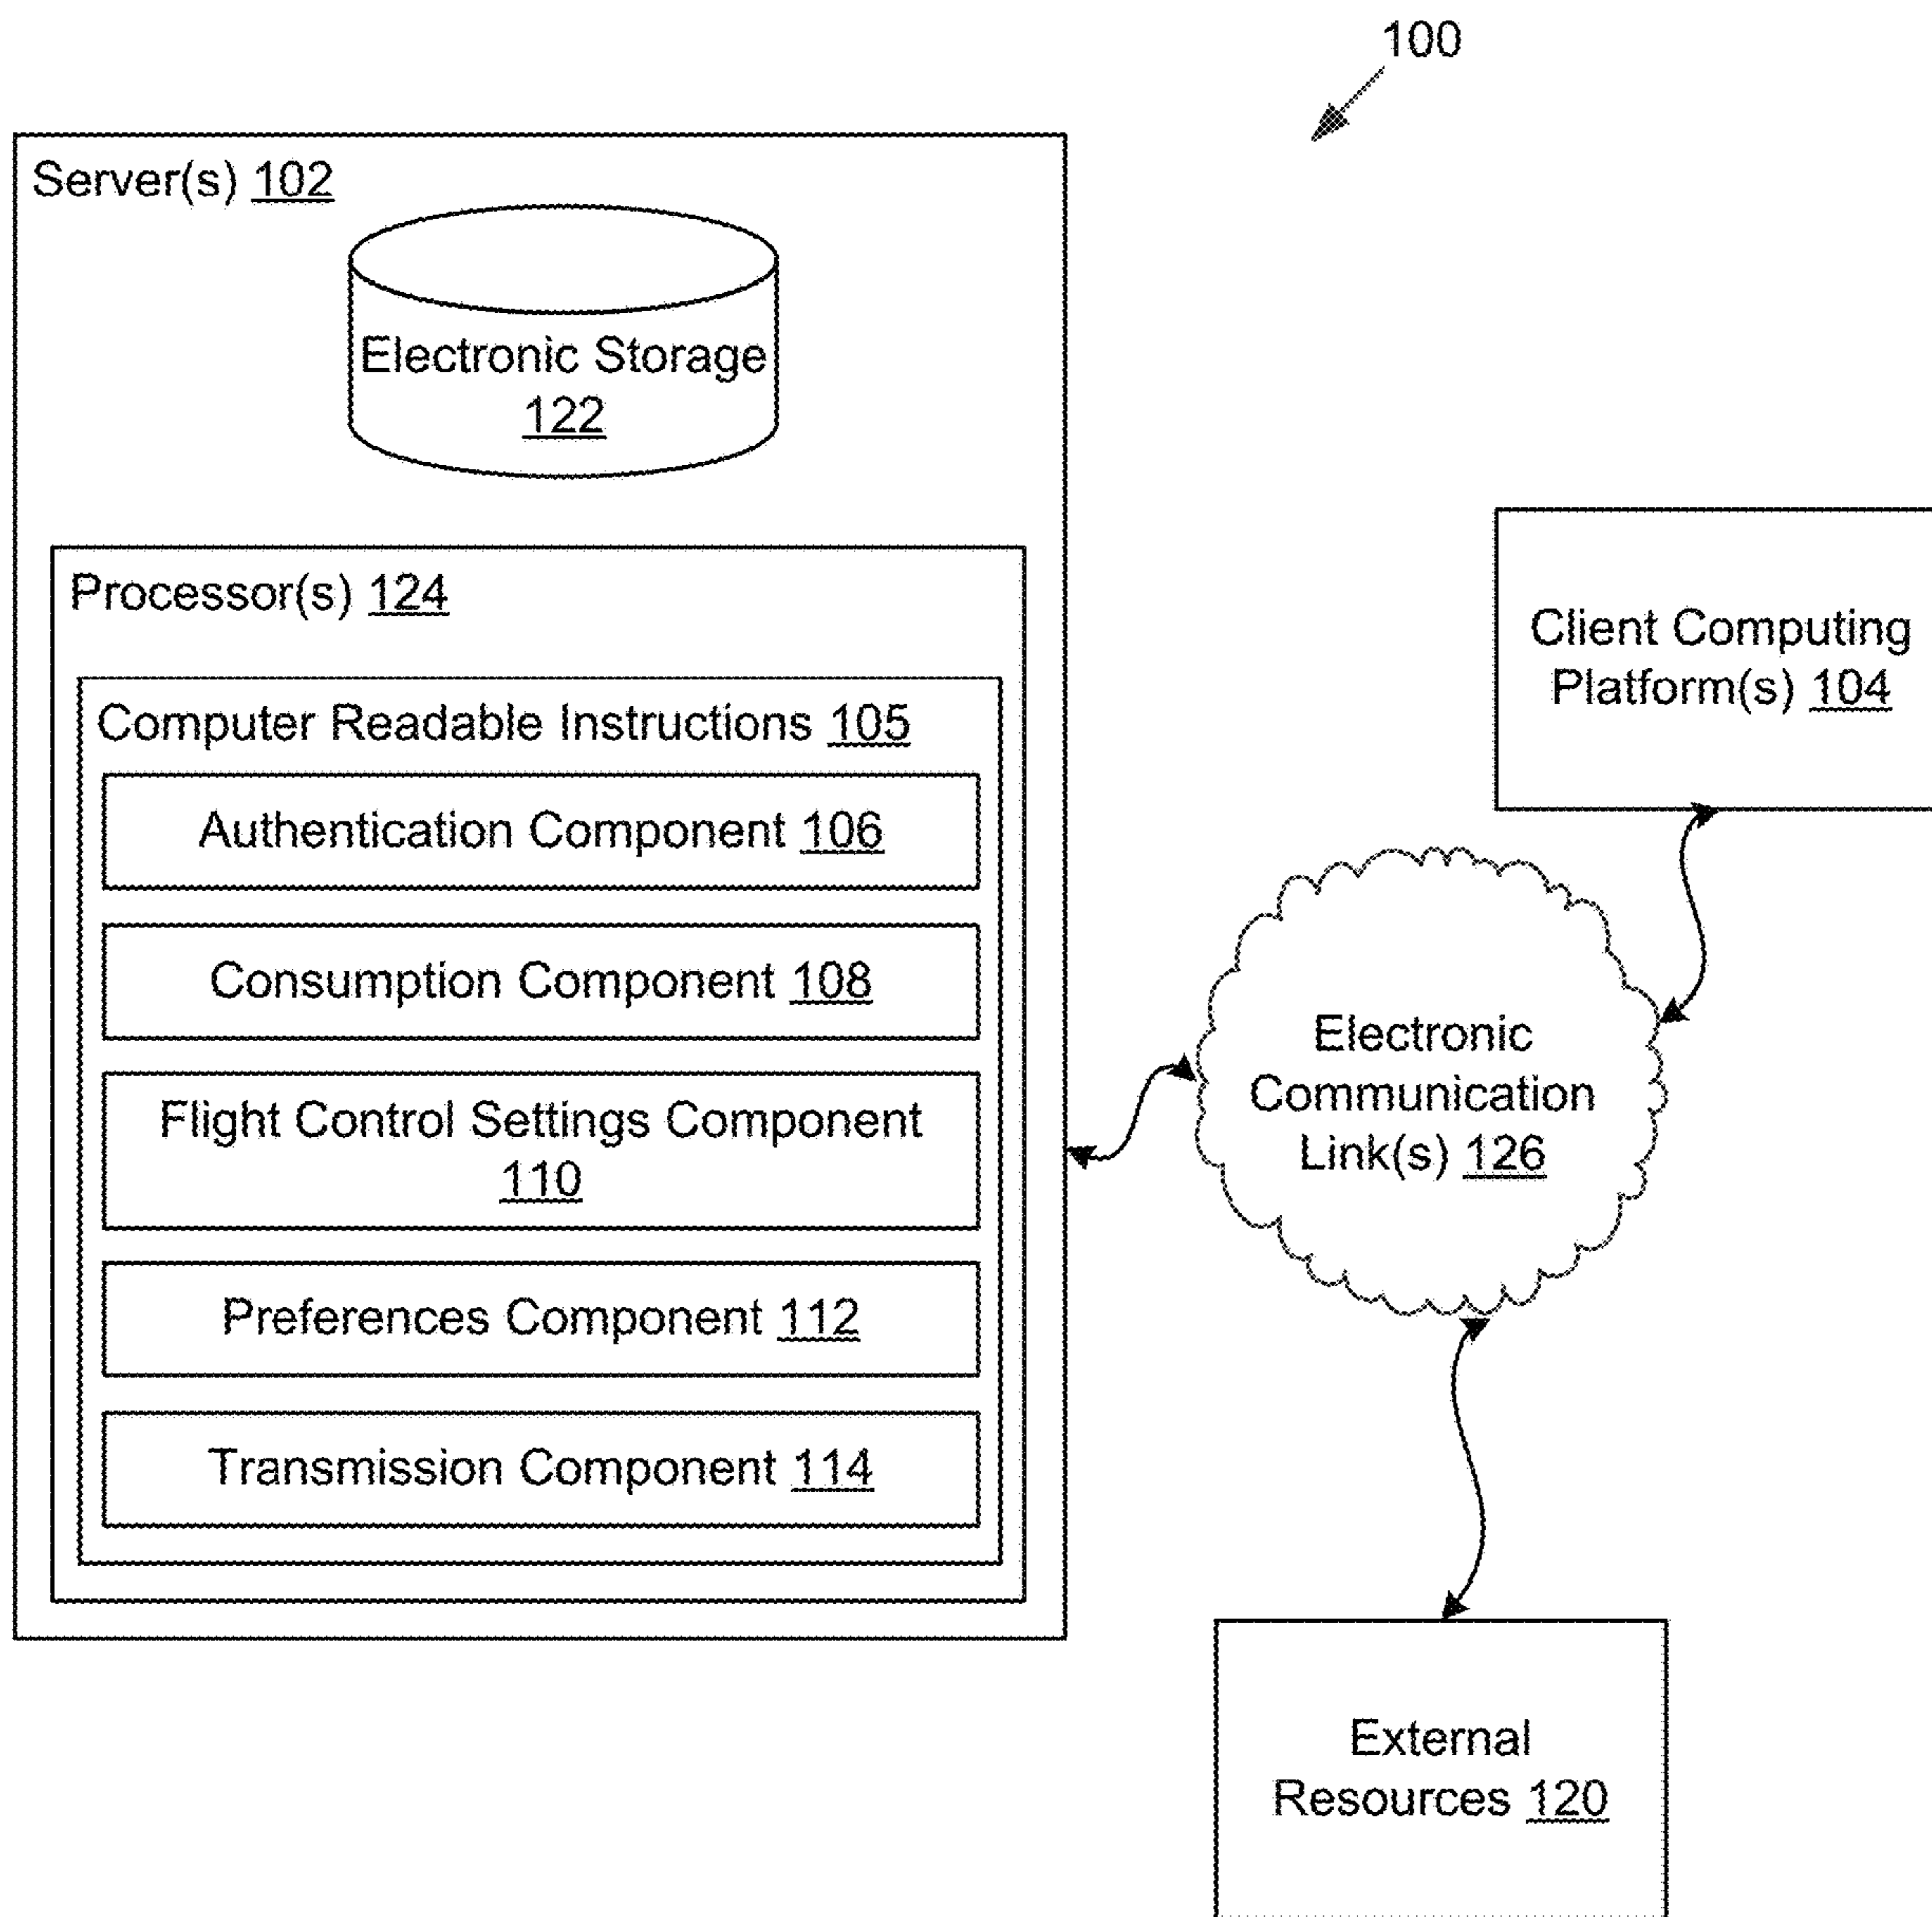 100
Server(s) 102
Electronic Storage
122
Processor(s) 124
Computer Readable Instructions 105
Authentication Component 106
Consumption Component 108
Flight Control Settings Component
110
Preferences Component 112
Transmission Component 114
Client Computing
Platform(s) 104
Electronic
Communication
Link(s) 126
External
Resources 120